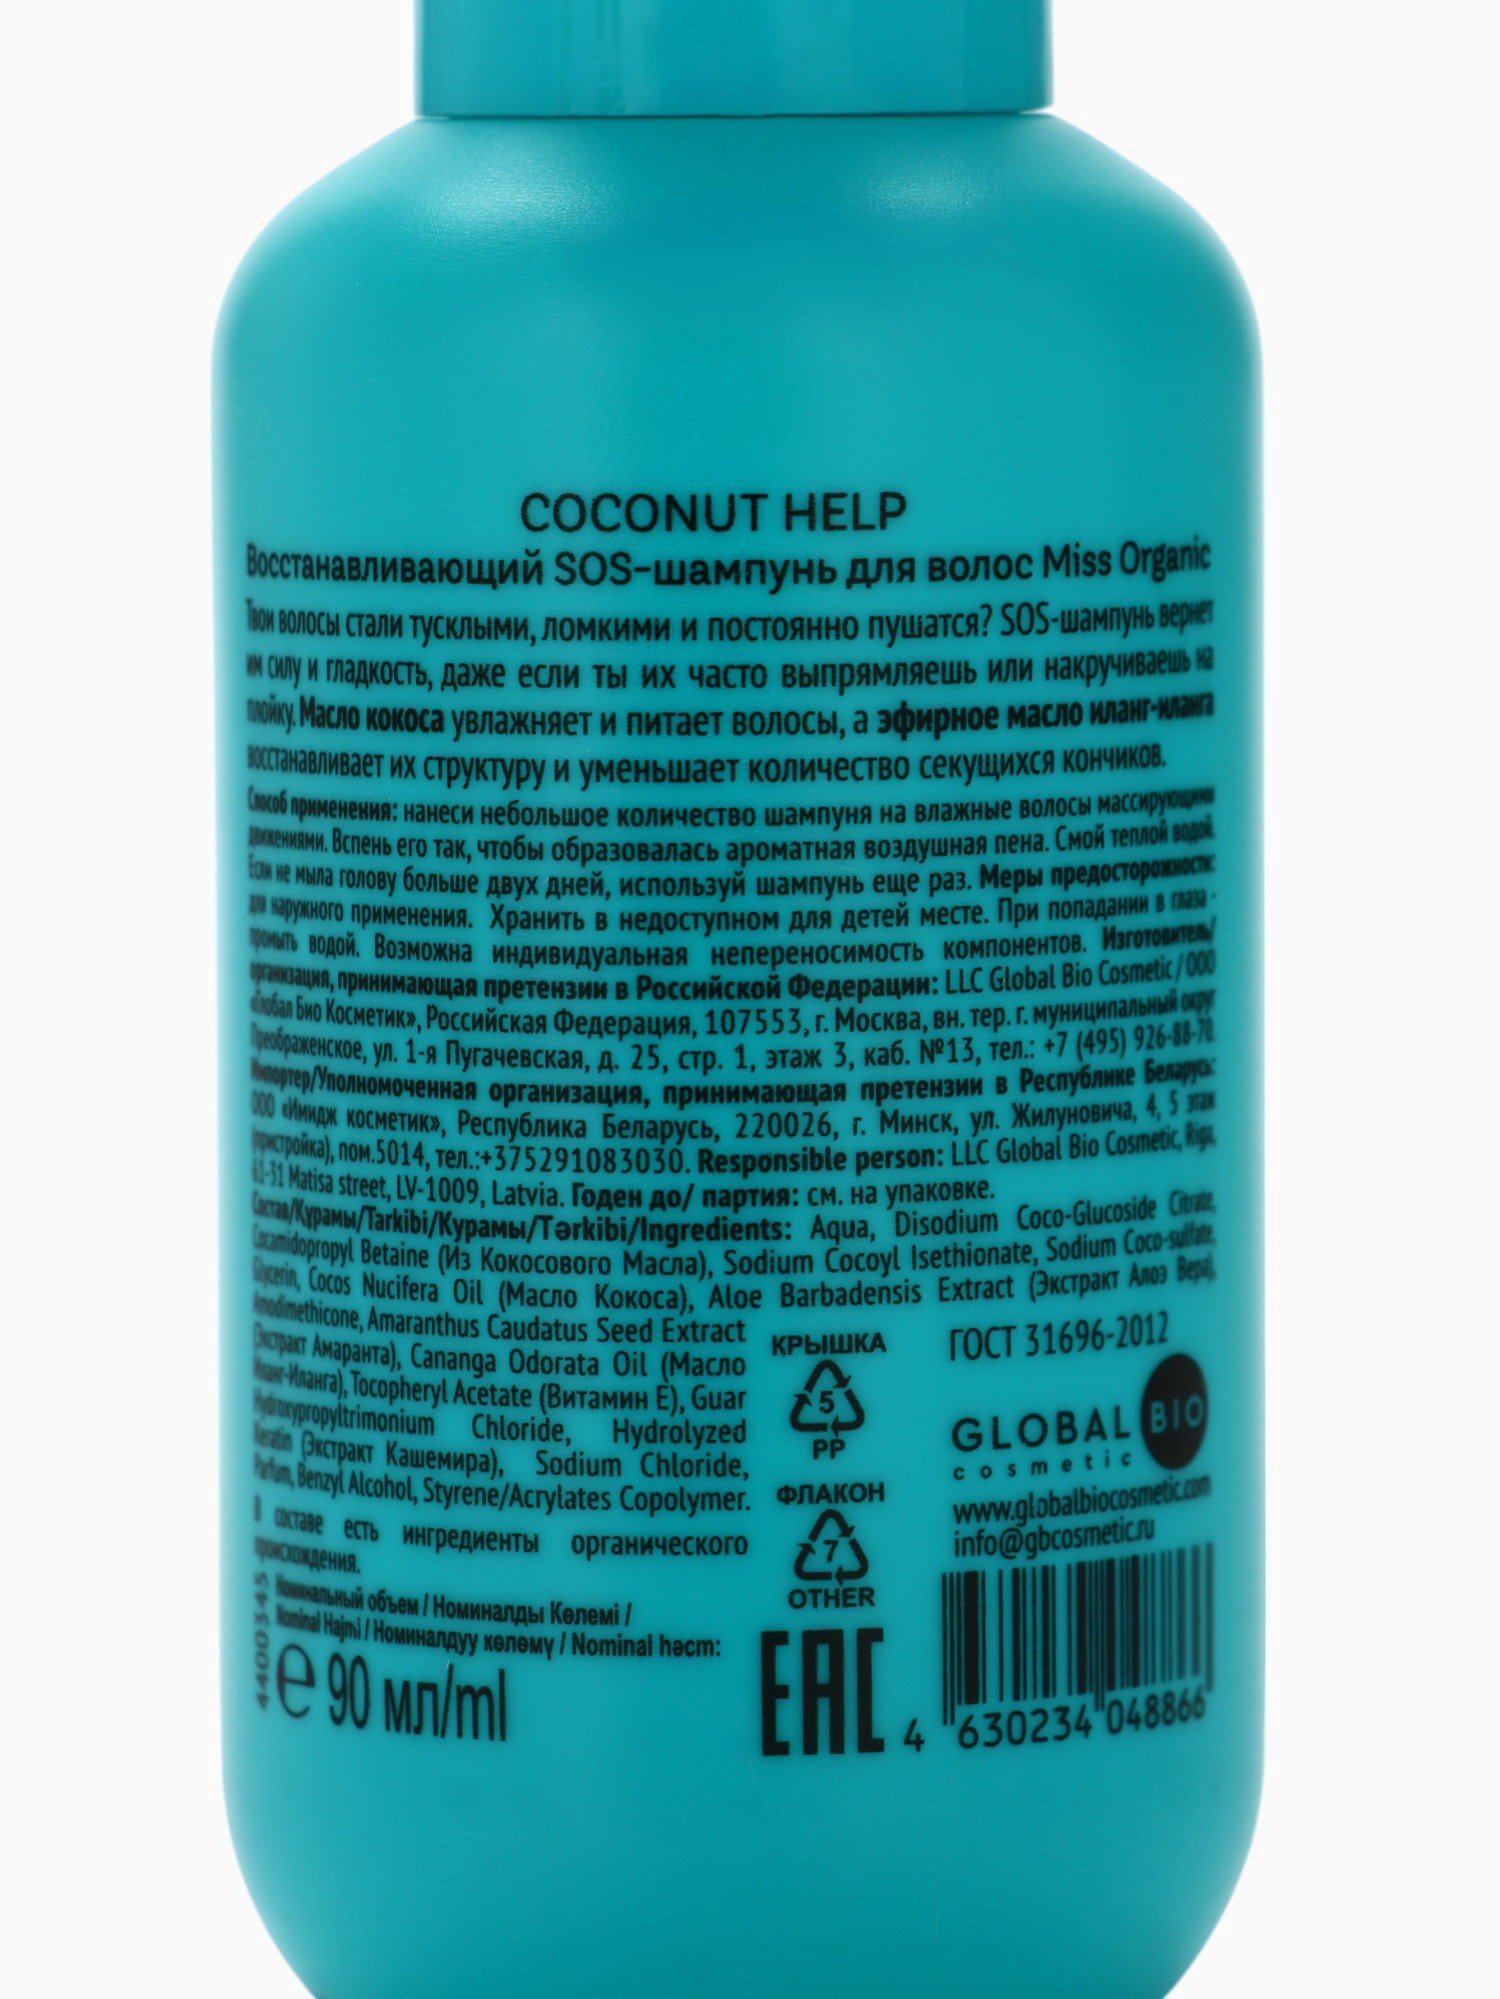 COCONUT HELP
Восстанавливающий SOS-шампунь для волос Miss Organic
Твои волосы стали тусклыми, ломкими и постоянно пушатся? SOS-шампунь вернет
им силу и гладкость, даже если ты их часто выпрямляешь или накручиваешь на
плойку. Масло кокоса увлажняет и питает волосы, а эфирное масло иланг-иланга
восстанавливает их структуру и уменьшает количество секущихся кончиков.
Способ применения: нанеси небольшое количество шампуня на влажные волосы массирующими
движениями. Вспень его так, чтобы образовалась ароматная воздушная пена. Смой теплой водой.
Если не мыла голову больше двух дней, используй шампунь еще раз. Меры предосторожности:
для наружного применения. Хранить в недоступном для детей месте. При попадании в глаза -
промыть водой. Возможна индивидуальная непереносимость компонентов. Изготовитель/
организация, принимающая претензии в Российской Федерации: LLC Global Bio Cosmetic / ООО
«Глобал Био Косметик», Российская Федерация, 107553, г. Москва, вн. тер. г. муниципальный округ
Преображенское, ул. 1-я Пугачевская, д. 25, стр. 1, этаж 3, каб. №13, тел.: +7 (495) 926-88-70.
Импортер/Уполномоченная организация, принимающая претензии в Республике Беларусь:
ООО «Имидж косметик», Республика Беларусь, 220026, г. Минск, ул. Жилуновича, 4, 5 этаж
(пристройка), пом.5014, тел.:+375291083030. Responsible person: LLC Global Bio Cosmetic, Riga,
61-31 Matisa street, LV-1009, Latvia. Годен до/ партия: см. на упаковке.
Состав/Құрамы/Tarkibi/Курамы/Tərkibi/Ingredients: Aqua, Disodium Coco-Glucoside Citrate,
Cocamidopropyl Betaine (Из Кокосового Масла), Sodium Cocoyl Isethionate, Sodium Coco-sulfate,
Glycerin, Cocos Nucifera Oil (Масло Кокоса), Aloe Barbadensis Extract (Экстракт Алоэ Вера),
Amodimethicone, Amaranthus Caudatus Seed Extract
(Экстракт Амаранта), Cananga Odorata Oil (Масло
Иланг-Иланга), Tocopheryl Acetate (Витамин Е), Guar
Hydroxypropyltrimonium Chloride, Hydrolyzed
Keratin (Экстракт Кашемира), Sodium Chloride,
Parfum, Benzyl Alcohol, Styrene/Acrylates Copolymer.
В составе есть ингредиенты органического
происхождения.
Номинальный объем / Номиналды Көлемі /
Nominal Hajmi / Номиналдуу көлөмү / Nominal həcm:
4400345
℮ 90 мл/ml
КРЫШКА
5
PP
ФЛАКОН
7
OTHER
EAC
ГОСТ 31696-2012
GLOBAL BIO
cosmetic
www.globalbiocosmetic.com
info@gbcosmetic.ru
4 630234 048866